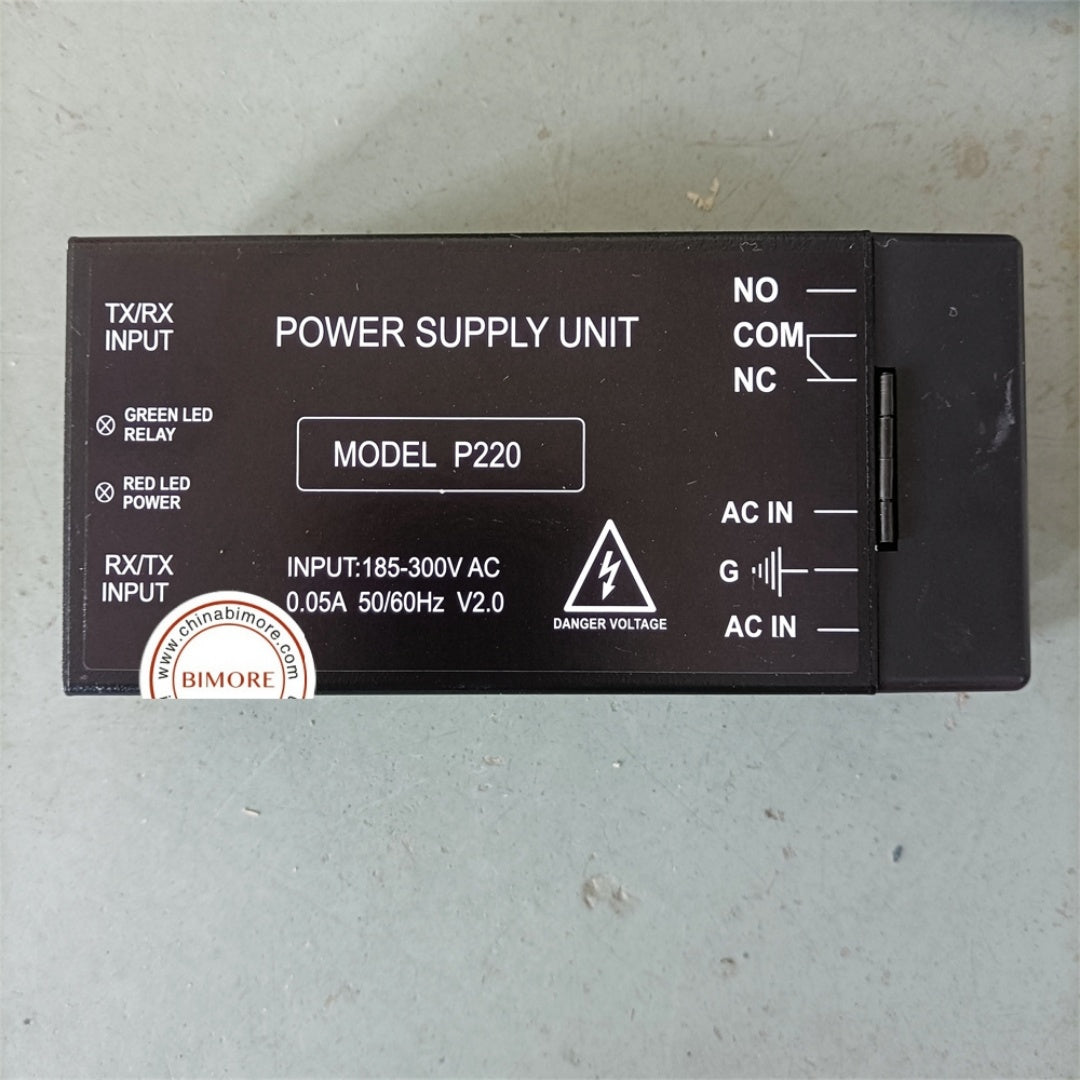 TX/RX
INPUT
GREEN LED
RELAY
RED LED
POWER
RX/TX
INPUT
POWER SUPPLY UNIT
MODEL P220
INPUT:185-300V AC
0.05A 50/60Hz V2.0
DANGER VOLTAGE
NO
COM
NC
AC IN
G
AC IN
www.chinabimore.com
BIMORE